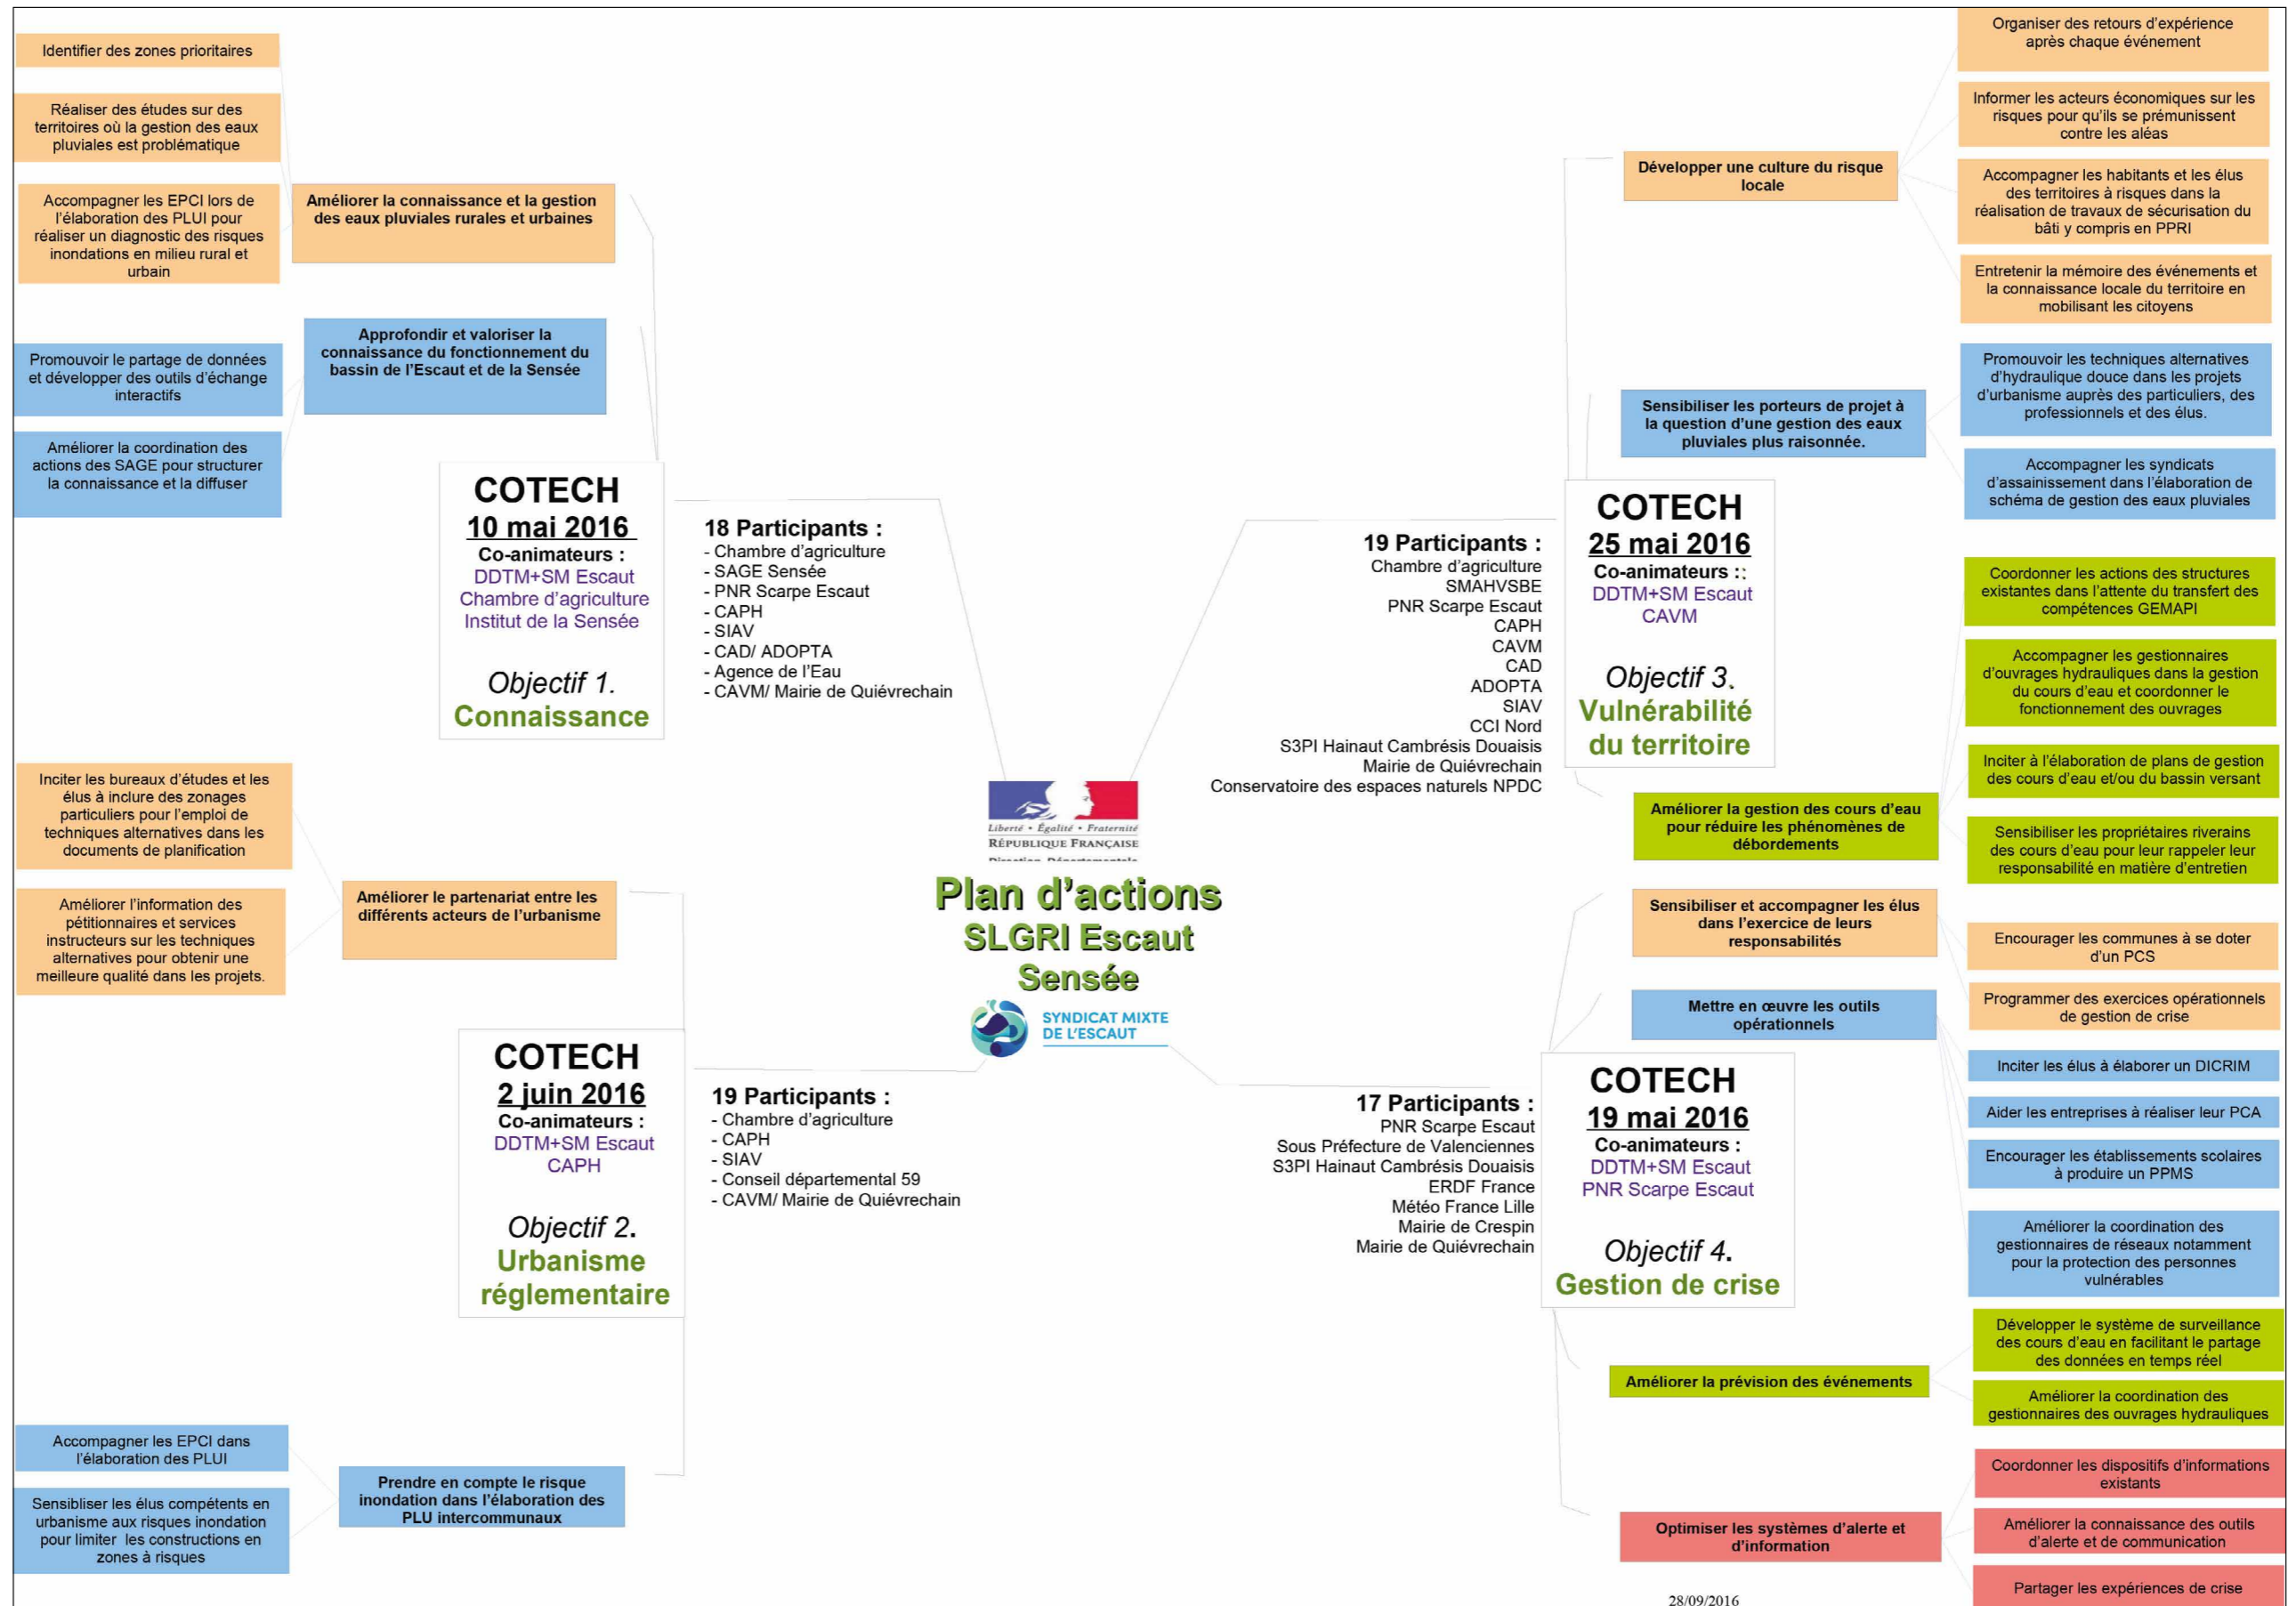 Identifier des zones prioritaires
Réaliser des études sur des
territoires où la gestion des eaux
pluviales est problématique
Accompagner les EPCI lors de
l'élaboration des PLUI pour
réaliser un diagnostic des risques
inondations en milieu rural et
urbain
Améliorer la connaissance et la gestion
des eaux pluviales rurales et urbaines
Promouvoir le partage de données
et développer des outils d'échange
interactifs
Améliorer la coordination des
actions des SAGE pour structurer
la connaissance et la diffuser
Approfondir et valoriser la
connaissance du fonctionnement du
bassin de l'Escaut et de la Sensée
COTECH
10 mai 2016
Co-animateurs :
DDTM+SM Escaut
Chambre d'agriculture
Institut de la Sensée
Objectif 1.
Connaissance
18 Participants :
- Chambre d'agriculture
- SAGE Sensée
- PNR Scarpe Escaut
- CAPH
- SIAV
- CAD/ ADOPTA
- Agence de l'Eau
- CAVM/ Mairie de Quiévrechain
Inciter les bureaux d'études et les
élus à inclure des zonages
particuliers pour l'emploi de
techniques alternatives dans les
documents de planification
Améliorer l'information des
pétitionnaires et services
instructeurs sur les techniques
alternatives pour obtenir une
meilleure qualité dans les projets.
Améliorer le partenariat entre les
différents acteurs de l'urbanisme
COTECH
2 juin 2016
Co-animateurs :
DDTM+SM Escaut
CAPH
Objectif 2.
Urbanisme
réglementaire
19 Participants :
- Chambre d'agriculture
- CAPH
- SIAV
- Conseil départemental 59
- CAVM/ Mairie de Quiévrechain
Accompagner les EPCI dans
l'élaboration des PLUI
Sensibliser les élus compétents en
urbanisme aux risques inondation
pour limiter les constructions en
zones à risques
Prendre en compte le risque
inondation dans l'élaboration des
PLU intercommunaux
Liberté • Égalité • Fraternité
RÉPUBLIQUE FRANÇAISE
Direction Départementale
Plan d'actions
SLGRI Escaut
Sensée
SYNDICAT MIXTE
DE L'ESCAUT
19 Participants :
Chambre d'agriculture
SMAHVSBE
PNR Scarpe Escaut
CAPH
CAVM
CAD
ADOPTA
SIAV
CCI Nord
S3PI Hainaut Cambrésis Douaisis
Mairie de Quiévrechain
Conservatoire des espaces naturels NPDC
COTECH
25 mai 2016
Co-animateurs ::
DDTM+SM Escaut
CAVM
Objectif 3.
Vulnérabilité
du territoire
Développer une culture du risque
locale
Organiser des retours d'expérience
après chaque événement
Informer les acteurs économiques sur les
risques pour qu'ils se prémunissent
contre les aléas
Accompagner les habitants et les élus
des territoires à risques dans la
réalisation de travaux de sécurisation du
bâti y compris en PPRI
Entretenir la mémoire des événements et
la connaissance locale du territoire en
mobilisant les citoyens
Sensibiliser les porteurs de projet à
la question d'une gestion des eaux
pluviales plus raisonnée.
Promouvoir les techniques alternatives
d'hydraulique douce dans les projets
d'urbanisme auprès des particuliers, des
professionnels et des élus.
Accompagner les syndicats
d'assainissement dans l'élaboration de
schéma de gestion des eaux pluviales
Améliorer la gestion des cours d'eau
pour réduire les phénomènes de
débordements
Coordonner les actions des structures
existantes dans l'attente du transfert des
compétences GEMAPI
Accompagner les gestionnaires
d'ouvrages hydrauliques dans la gestion
du cours d'eau et coordonner le
fonctionnement des ouvrages
Inciter à l'élaboration de plans de gestion
des cours d'eau et/ou du bassin versant
Sensibiliser les propriétaires riverains
des cours d'eau pour leur rappeler leur
responsabilité en matière d'entretien
17 Participants :
PNR Scarpe Escaut
Sous Préfecture de Valenciennes
S3PI Hainaut Cambrésis Douaisis
ERDF France
Météo France Lille
Mairie de Crespin
Mairie de Quiévrechain
COTECH
19 mai 2016
Co-animateurs :
DDTM+SM Escaut
PNR Scarpe Escaut
Objectif 4.
Gestion de crise
Sensibiliser et accompagner les élus
dans l'exercice de leurs
responsabilités
Encourager les communes à se doter
d'un PCS
Programmer des exercices opérationnels
de gestion de crise
Mettre en œuvre les outils
opérationnels
Inciter les élus à élaborer un DICRIM
Aider les entreprises à réaliser leur PCA
Encourager les établissements scolaires
à produire un PPMS
Améliorer la coordination des
gestionnaires de réseaux notamment
pour la protection des personnes
vulnérables
Améliorer la prévision des événements
Développer le système de surveillance
des cours d'eau en facilitant le partage
des données en temps réel
Améliorer la coordination des
gestionnaires des ouvrages hydrauliques
Optimiser les systèmes d'alerte et
d'information
Coordonner les dispositifs d'informations
existants
Améliorer la connaissance des outils
d'alerte et de communication
Partager les expériences de crise
28/09/2016